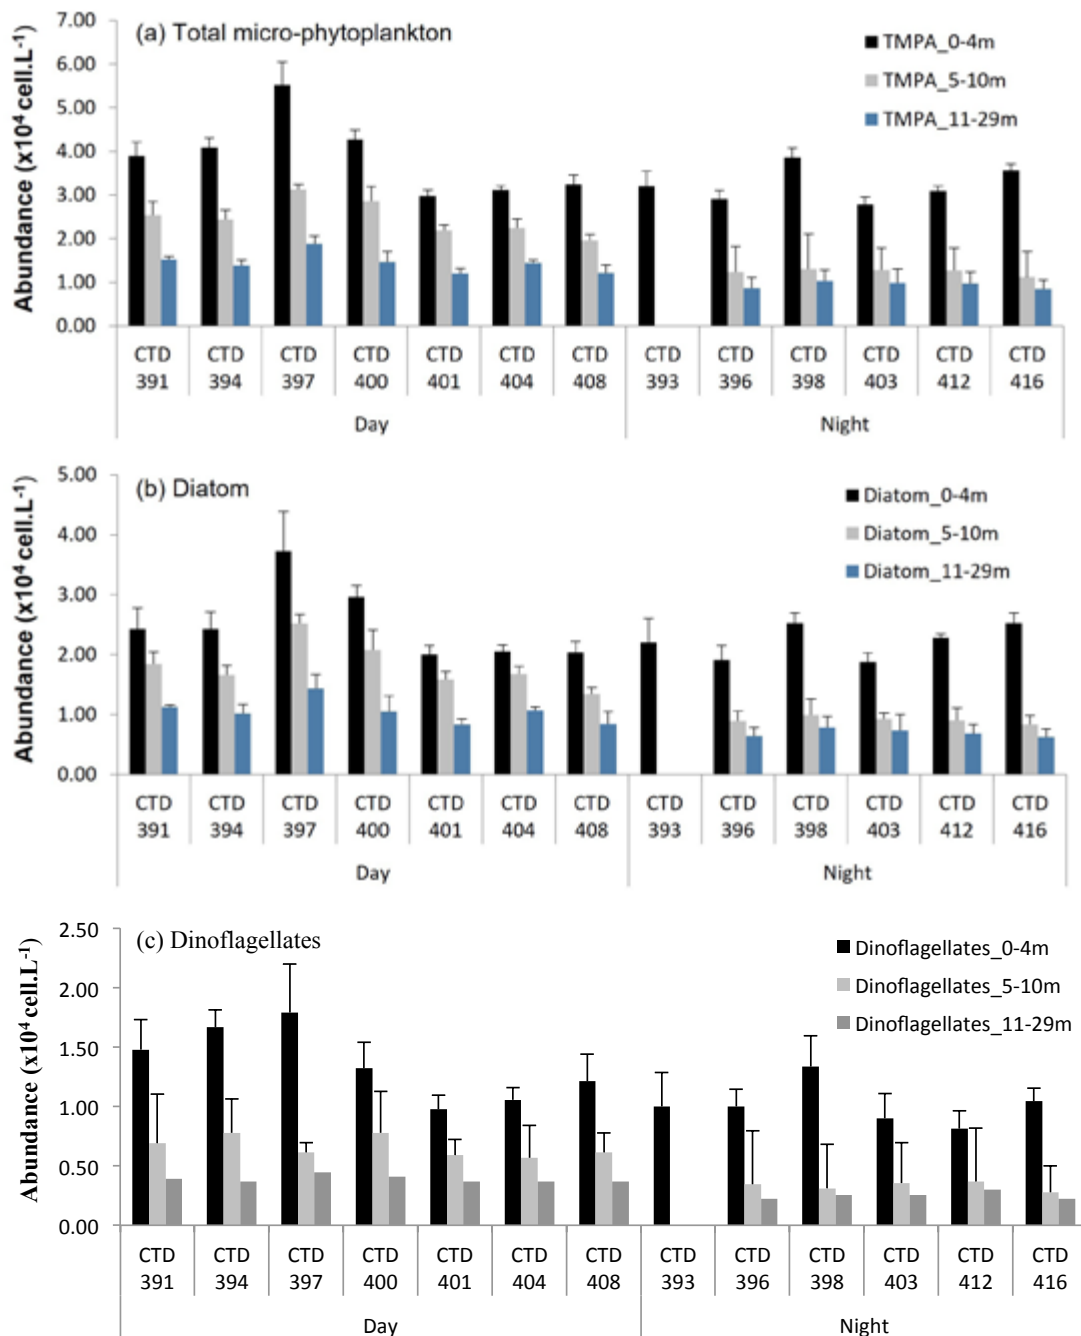 (a) Total micro-phytoplankton
Abundance (x10⁴ cell.L⁻¹)
7.00
6.00
5.00
4.00
3.00
2.00
1.00
0.00
TMPA_0-4m
TMPA_5-10m
TMPA_11-29m
CTD CTD CTD CTD CTD CTD CTD CTD CTD CTD CTD CTD CTD
391 394 397 400 401 404 408 393 396 398 403 412 416
Day Night
(b) Diatom
Abundance (x10⁴ cell.L⁻¹)
5.00
4.00
3.00
2.00
1.00
0.00
Diatom_0-4m
Diatom_5-10m
Diatom_11-29m
CTD CTD CTD CTD CTD CTD CTD CTD CTD CTD CTD CTD CTD
391 394 397 400 401 404 408 393 396 398 403 412 416
Day Night
(c) Dinoflagellates
Abundance (x10⁴ cell.L⁻¹)
2.50
2.00
1.50
1.00
0.50
0.00
Dinoflagellates_0-4m
Dinoflagellates_5-10m
Dinoflagellates_11-29m
CTD CTD CTD CTD CTD CTD CTD CTD CTD CTD CTD CTD CTD
391 394 397 400 401 404 408 393 396 398 403 412 416
Day Night